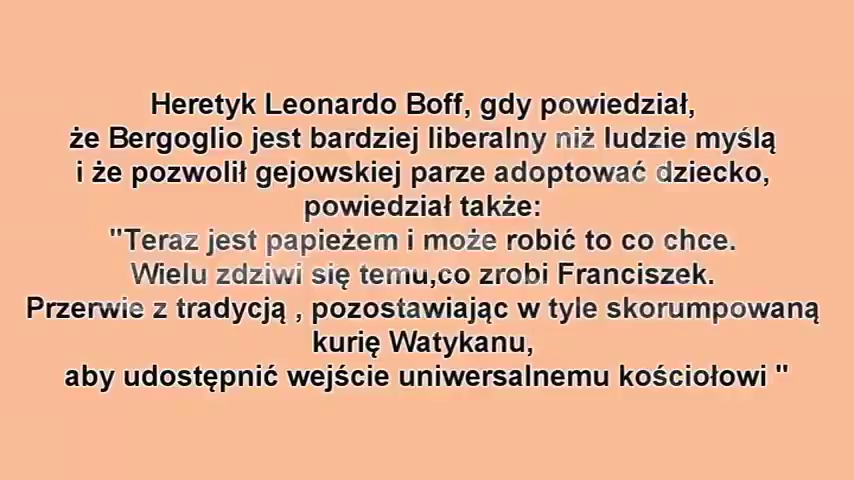 Heretyk Leonardo Boff, gdy powiedział,
że Bergoglio jest bardziej liberalny niż ludzie myślą
i że pozwolił gejowskiej parze adoptować dziecko,
powiedział także:
"Teraz jest papieżem i może robić to co chce.
Wielu zdziwi się temu,co zrobi Franciszek.
Przerwie z tradycją , pozostawiając w tyle skorumpowaną
kurię Watykanu,
aby udostępnić wejście uniwersalnemu kościołowi "